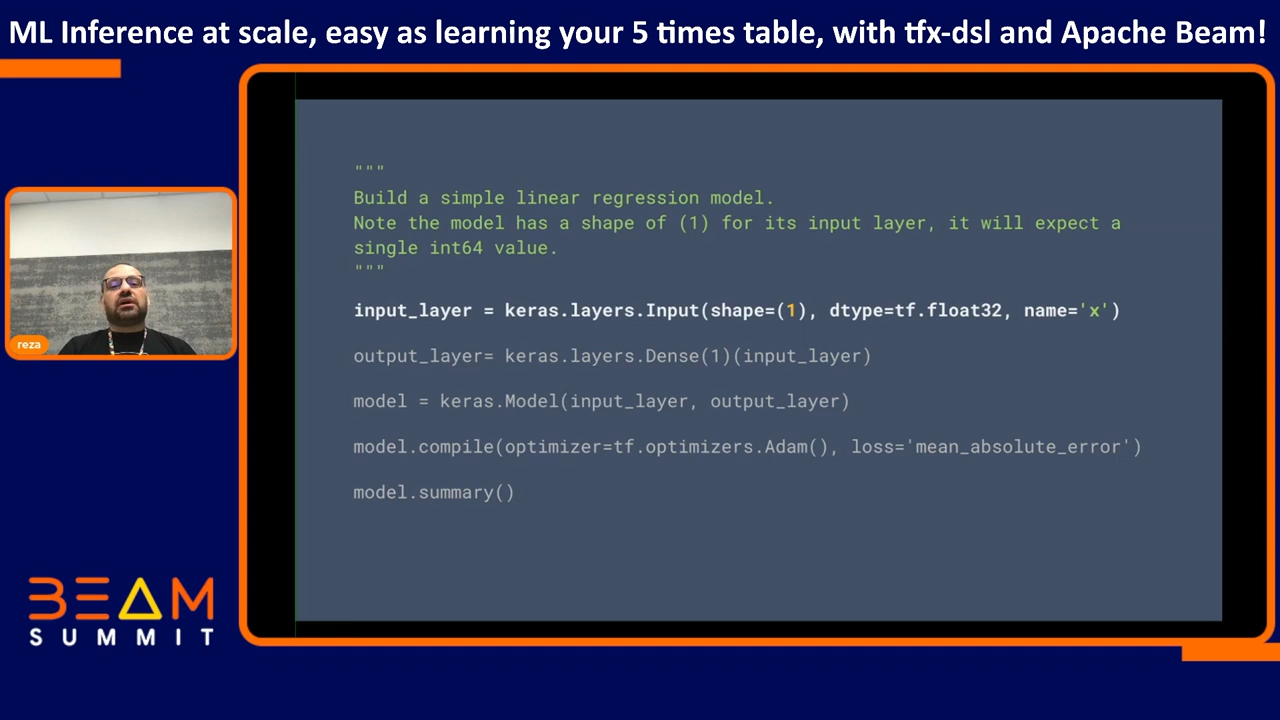 ML Inference at scale, easy as learning your 5 times table, with tfx-dsl and Apache Beam!
"""
Build a simple linear regression model.
Note the model has a shape of (1) for its input layer, it will expect a
single int64 value.
"""
input_layer = keras.layers.Input(shape=(1), dtype=tf.float32, name='x')
output_layer= keras.layers.Dense(1)(input_layer)
model = keras.Model(input_layer, output_layer)
model.compile(optimizer=tf.optimizers.Adam(), loss='mean_absolute_error')
model.summary()
reza
BEAM
SUMMIT